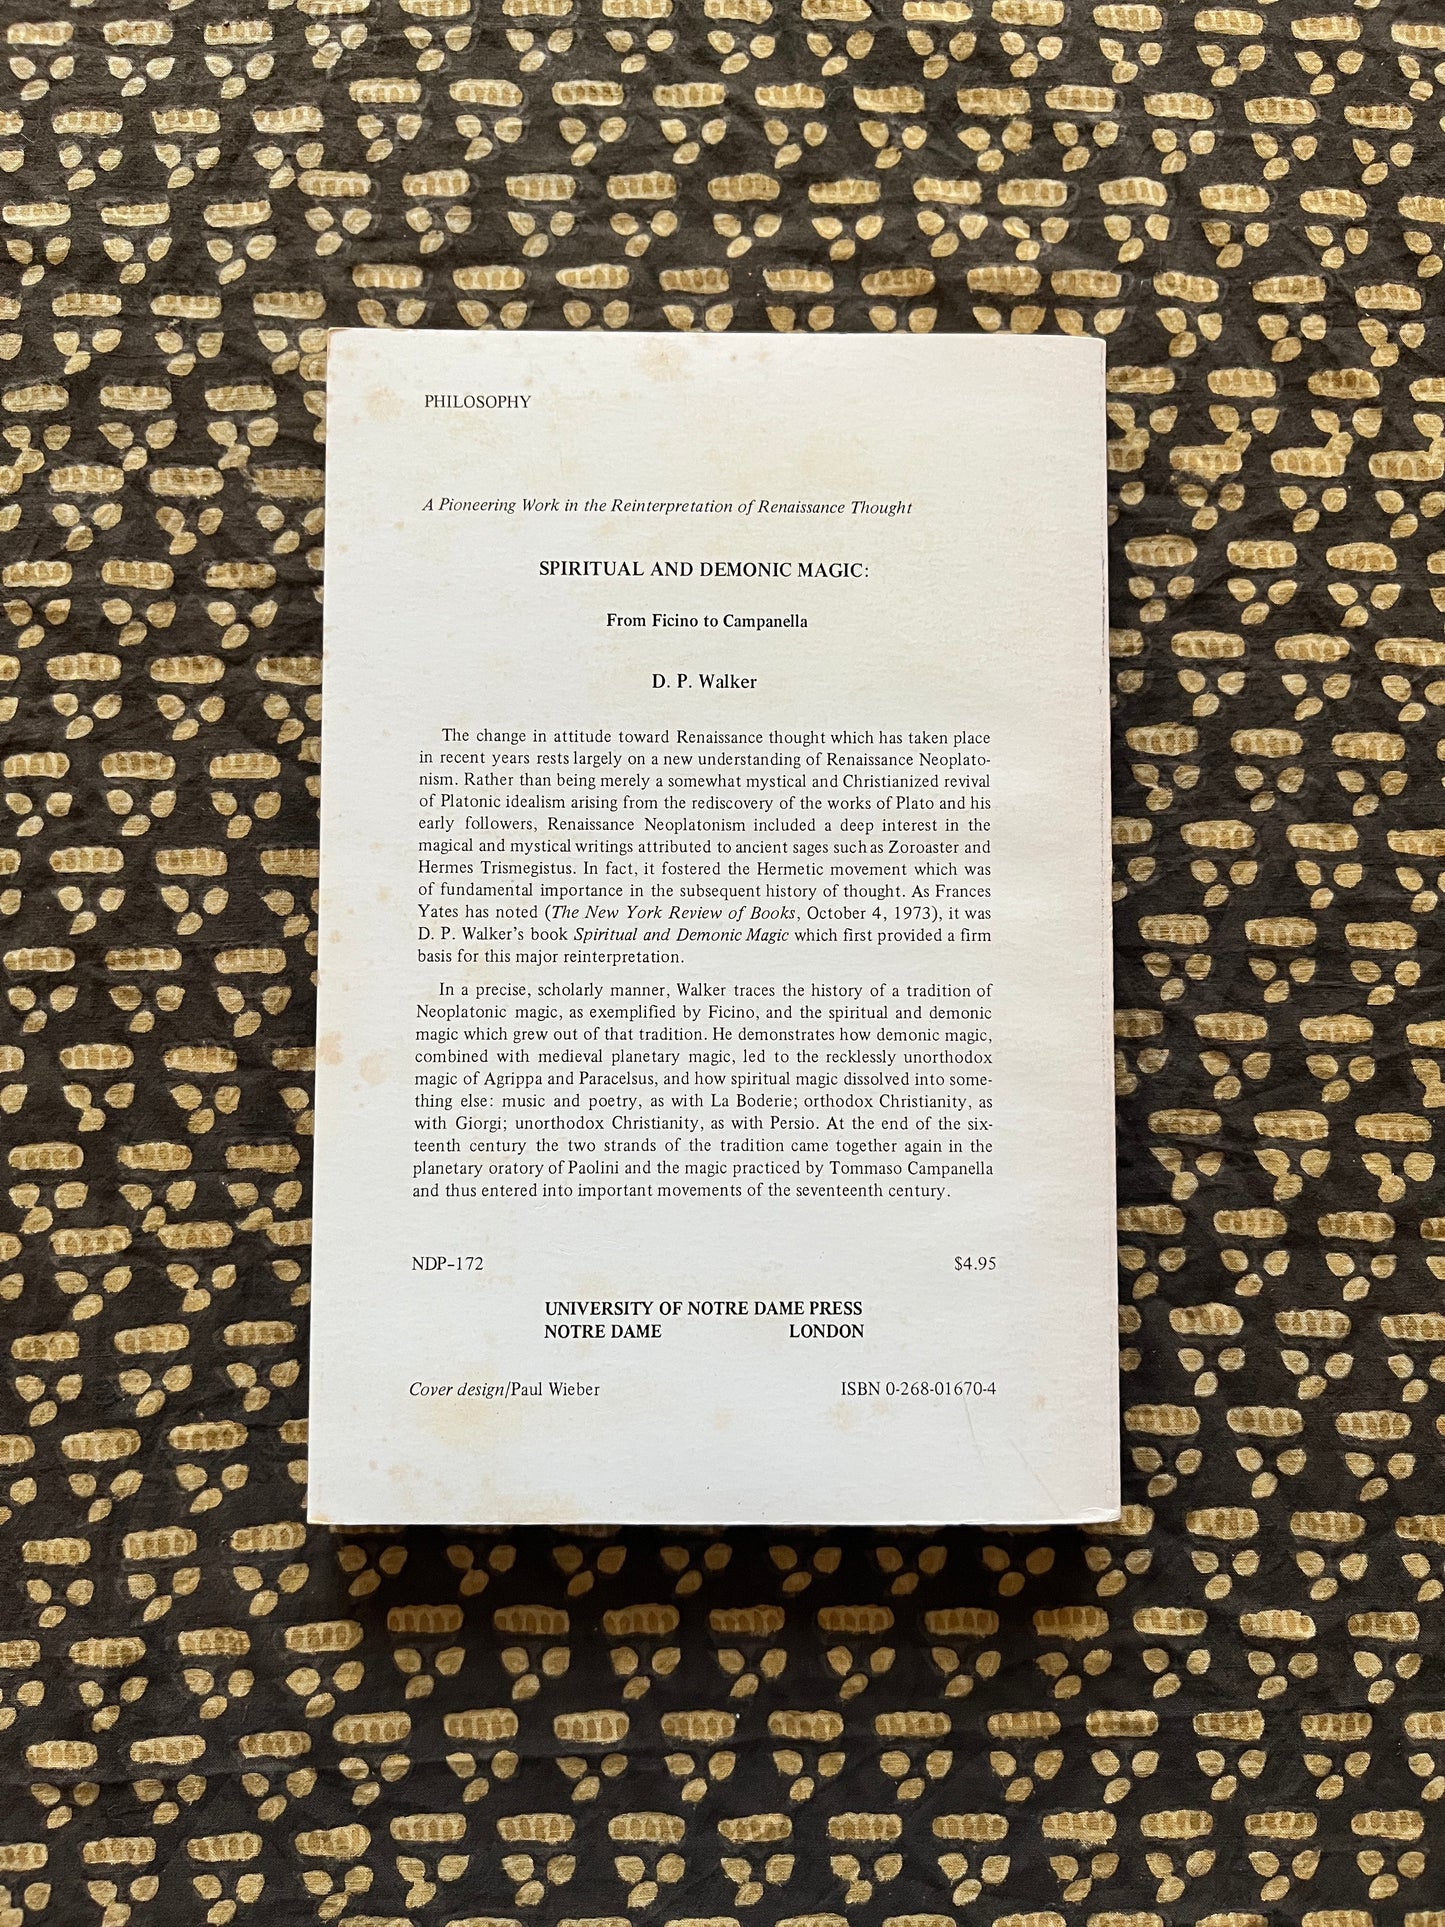 PHILOSOPHY
A Pioneering Work in the Reinterpretation of Renaissance Thought
SPIRITUAL AND DEMONIC MAGIC:
From Ficino to Campanella
D. P. Walker
The change in attitude toward Renaissance thought which has taken place
in recent years rests largely on a new understanding of Renaissance Neoplato-
nism. Rather than being merely a somewhat mystical and Christianized revival
of Platonic idealism arising from the rediscovery of the works of Plato and his
early followers, Renaissance Neoplatonism included a deep interest in the
magical and mystical writings attributed to ancient sages such as Zoroaster and
Hermes Trismegistus. In fact, it fostered the Hermetic movement which was
of fundamental importance in the subsequent history of thought. As Frances
Yates has noted (The New York Review of Books, October 4, 1973), it was
D. P. Walker's book Spiritual and Demonic Magic which first provided a firm
basis for this major reinterpretation.
In a precise, scholarly manner, Walker traces the history of a tradition of
Neoplatonic magic, as exemplified by Ficino, and the spiritual and demonic
magic which grew out of that tradition. He demonstrates how demonic magic,
combined with medieval planetary magic, led to the recklessly unorthodox
magic of Agrippa and Paracelsus, and how spiritual magic dissolved into some-
thing else: music and poetry, as with La Boderie; orthodox Christianity, as
with Giorgi; unorthodox Christianity, as with Persio. At the end of the six-
teenth century the two strands of the tradition came together again in the
planetary oratory of Paolini and the magic practiced by Tommaso Campanella
and thus entered into important movements of the seventeenth century.
NDP-172 $4.95
UNIVERSITY OF NOTRE DAME PRESS
NOTRE DAME LONDON
Cover design/Paul Wieber ISBN 0-268-01670-4